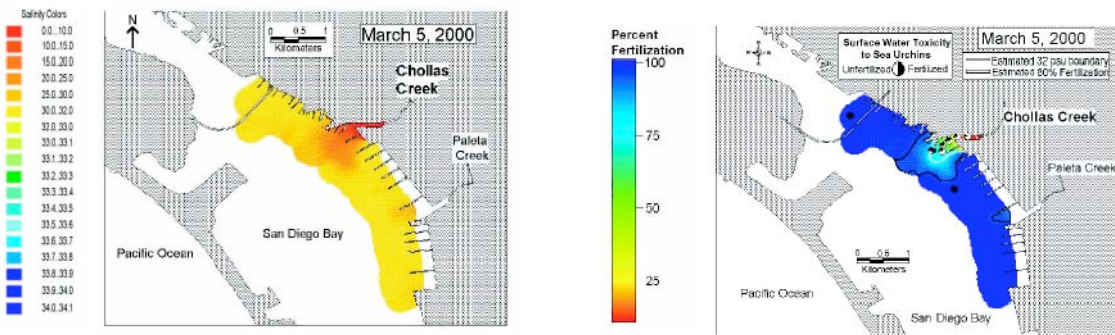 Salinity Colors
0.0...10.0
10.0..15.0
15.0..20.0
20.0..25.0
25.0..30.0
30.0..32.0
32.0..33.0
33.0..33.1
33.1..33.2
33.2..33.3
33.3..33.4
33.4..33.5
33.5..33.6
33.6..33.7
33.7..33.8
33.8..33.9
33.9..34.0
34.0..34.1
N
0 0.5 1
Kilometers
March 5, 2000
Chollas
Creek
Paleta
Creek
San Diego Bay
Pacific Ocean
Percent
Fertilization
100
75
50
25
Surface Water Toxicity
to Sea Urchins
Unfertilized Fertilized
March 5, 2000
Estimated 32 psu boundary
Estimated 80% Fertilization
Chollas Creek
Paleta Creek
0 0.5 1
Kilometers
Pacific Ocean
San Diego Bay